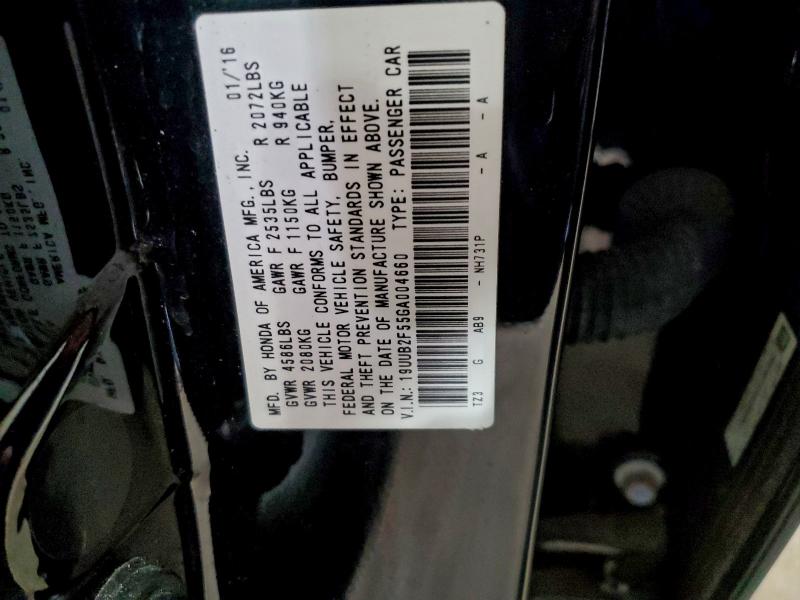 MFD. BY HONDA OF AMERICA MFG., INC. 01/'16
GVWR 4586LBS GAWR F 2535LBS R 2072LBS
GVWR 2080KG GAWR F 1150KG R 940KG
THIS VEHICLE CONFORMS TO ALL APPLICABLE
FEDERAL MOTOR VEHICLE SAFETY, BUMPER,
AND THEFT PREVENTION STANDARDS IN EFFECT
ON THE DATE OF MANUFACTURE SHOWN ABOVE.
V.I.N.: 19UUB2F55GA004660 TYPE: PASSENGER CAR
TZ3 G AB9 - NH731P - A - A